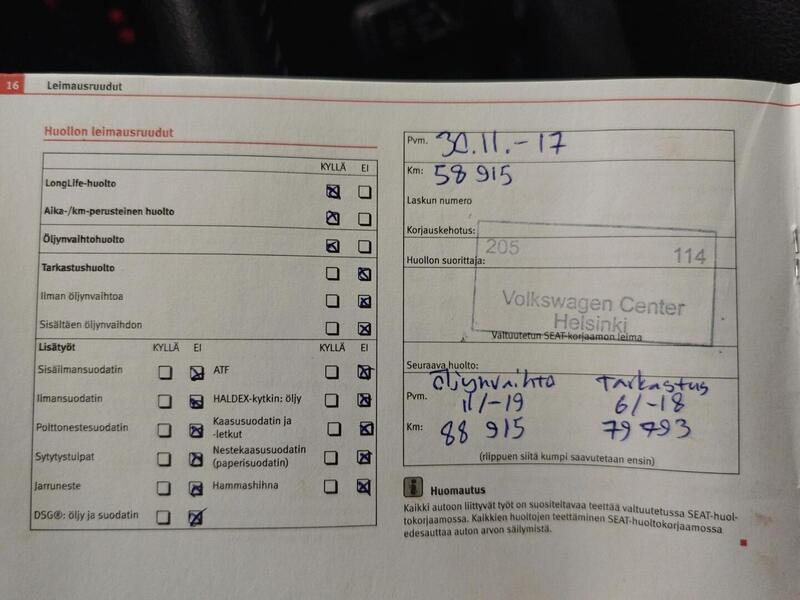 16 Leimausruudut
Huollon leimausruudut
KYLLÄ EI
LongLife-huolto
Aika-/km-perusteinen huolto
Öljynvaihtohuolto
Tarkastushuolto
Ilman öljynvaihtoa
Sisältäen öljynvaihdon
Lisätyöt KYLLÄ EI KYLLÄ EI
Sisäilmansuodatin ATF
Ilmansuodatin HALDEX-kytkin: öljy
Polttonestesuodatin Kaasusuodatin ja
-letkut
Sytytystulpat Nestekaasusuodatin
(paperisuodatin)
Jarruneste Hammashihna
DSG®: öljy ja suodatin
Pvm. 30.11.-17
Km: 58 915
Laskun numero
Korjauskehotus:
205 114
Huollon suorittaja:
Volkswagen Center
Helsinki
Valtuutetun SEAT-korjaamon leima
Seuraava huolto:
Öljynvaihto Tarkastus
Pvm. 11/-19 6/-18
Km: 88 915 79 793
(riippuen siitä kumpi saavutetaan ensin)
i Huomautus
Kaikki autoon liittyvät työt on suositeltavaa teettää valtuutetussa SEAT-huol-
tokorjaamossa. Kaikkien huoltojen teettäminen SEAT-huoltokorjaamossa
edesauttaa auton arvon säilymistä.